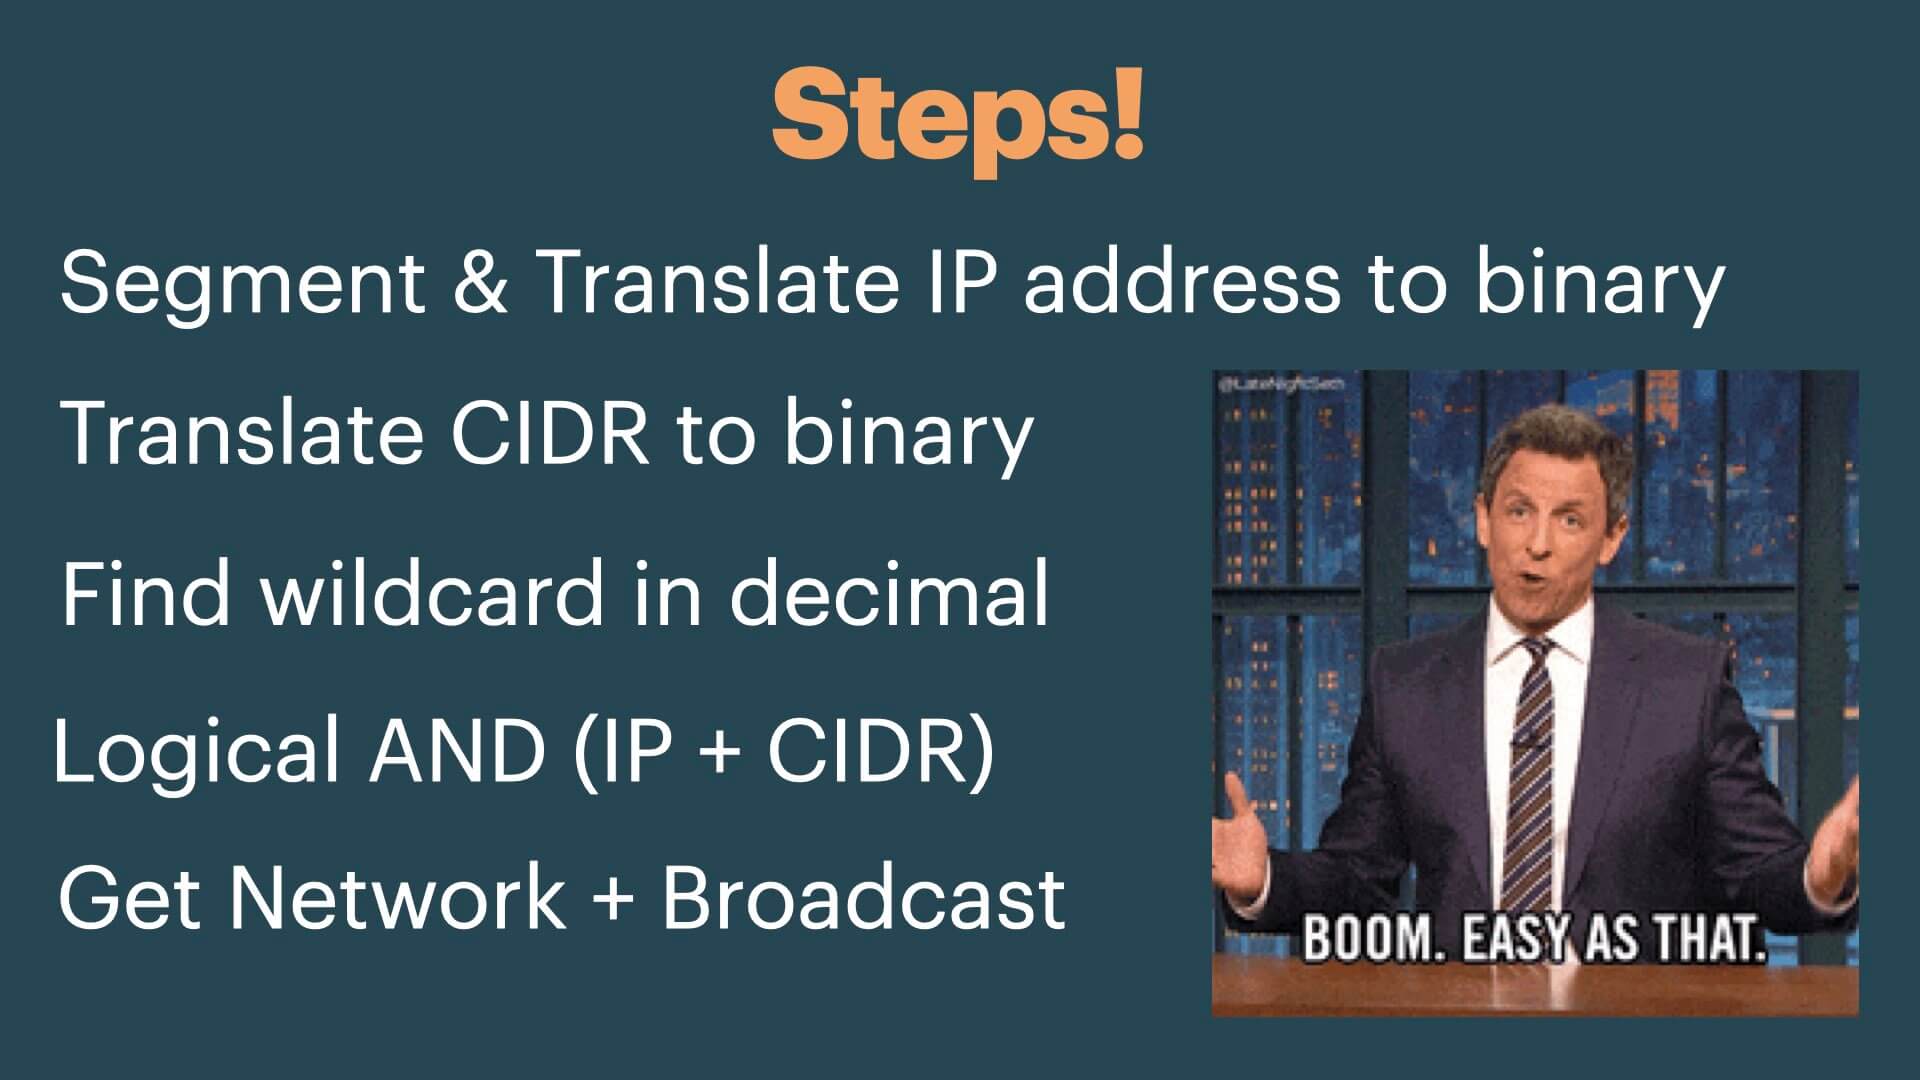 Steps!
Segment & Translate IP address to binary
Translate CIDR to binary
@LateNightSeth
Find wildcard in decimal
Logical AND (IP + CIDR)
Get Network + Broadcast
BOOM. EASY AS THAT.